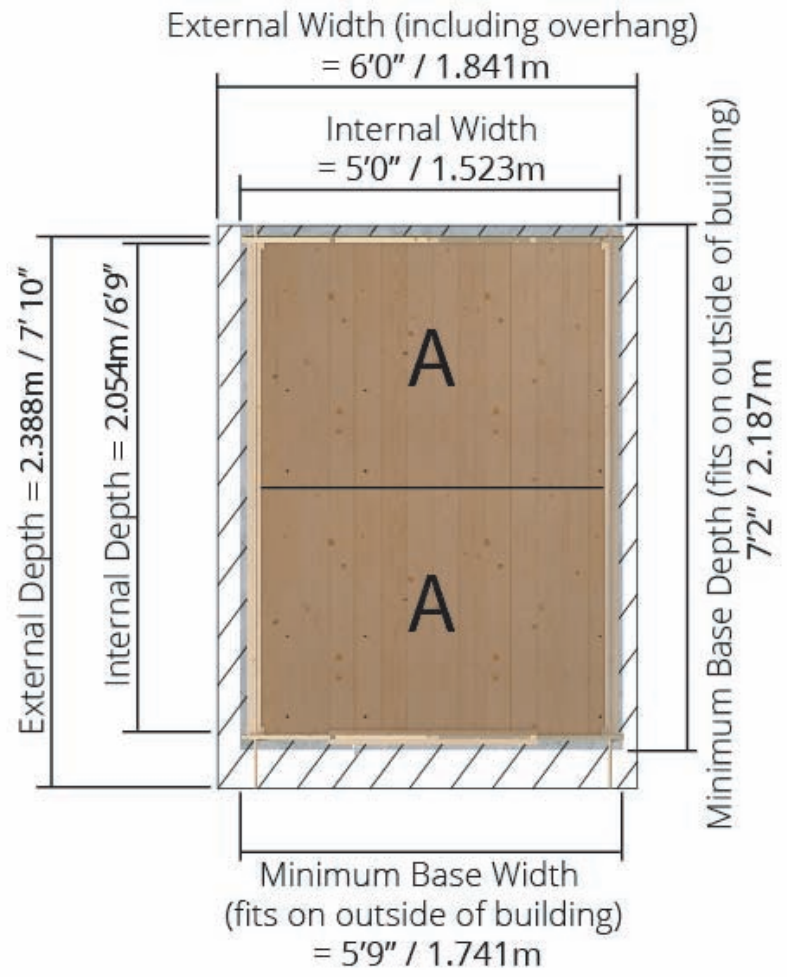 External Width (including overhang)
= 6'0” / 1.841m
Internal Width
= 5'0” / 1.523m
External Depth = 2.388m / 7' 10”
Internal Depth = 2.054m / 6'9”
A
A
Minimum Base Depth (fits on outside of building)
7'2” / 2.187m
Minimum Base Width
(fits on outside of building)
= 5'9” / 1.741m